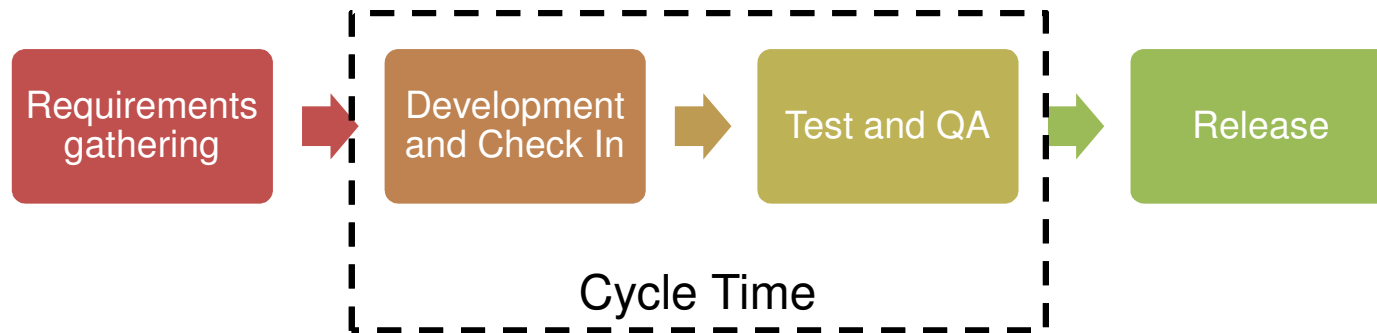 Requirements
gathering
Development
and Check In
Test and QA
Release
Cycle Time